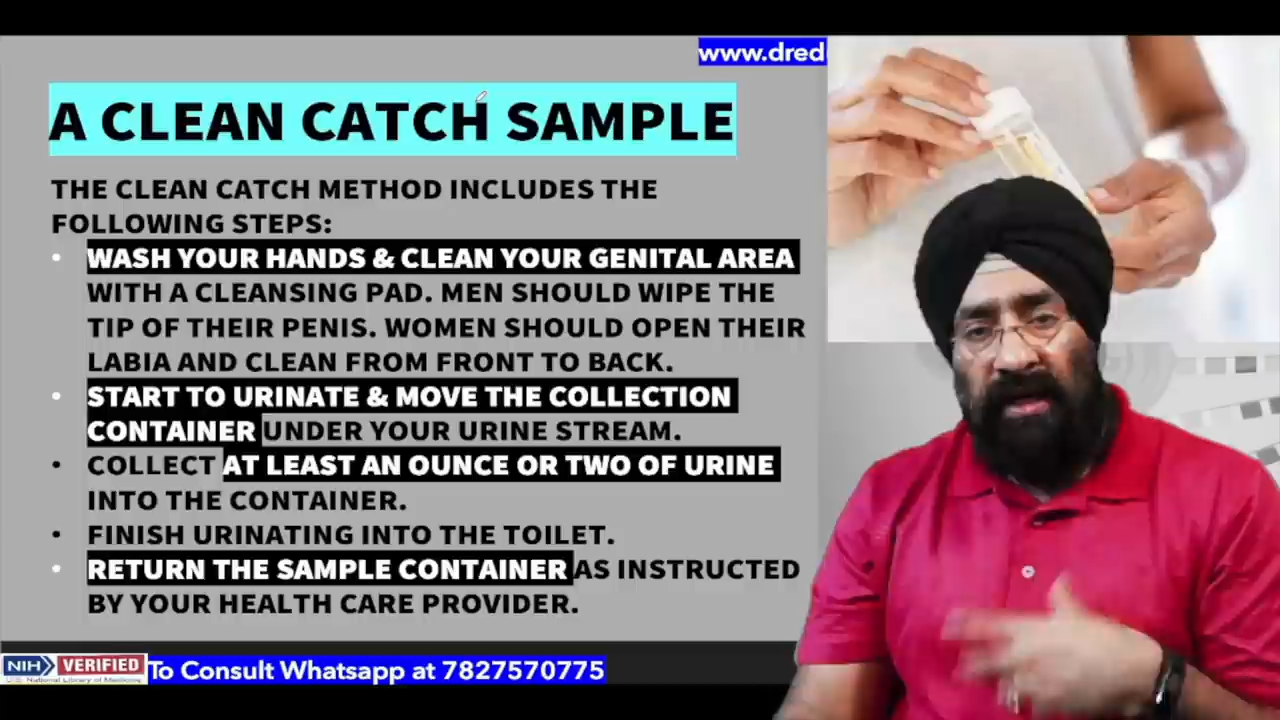 www.dred
A CLEAN CATCH SAMPLE
THE CLEAN CATCH METHOD INCLUDES THE
FOLLOWING STEPS:
• WASH YOUR HANDS & CLEAN YOUR GENITAL AREA
WITH A CLEANSING PAD. MEN SHOULD WIPE THE
TIP OF THEIR PENIS. WOMEN SHOULD OPEN THEIR
LABIA AND CLEAN FROM FRONT TO BACK.
• START TO URINATE & MOVE THE COLLECTION
CONTAINER UNDER YOUR URINE STREAM.
• COLLECT AT LEAST AN OUNCE OR TWO OF URINE
INTO THE CONTAINER.
• FINISH URINATING INTO THE TOILET.
• RETURN THE SAMPLE CONTAINER AS INSTRUCTED
BY YOUR HEALTH CARE PROVIDER.
NIH VERIFIED
U.S. National Library of Medicine
To Consult Whatsapp at 7827570775